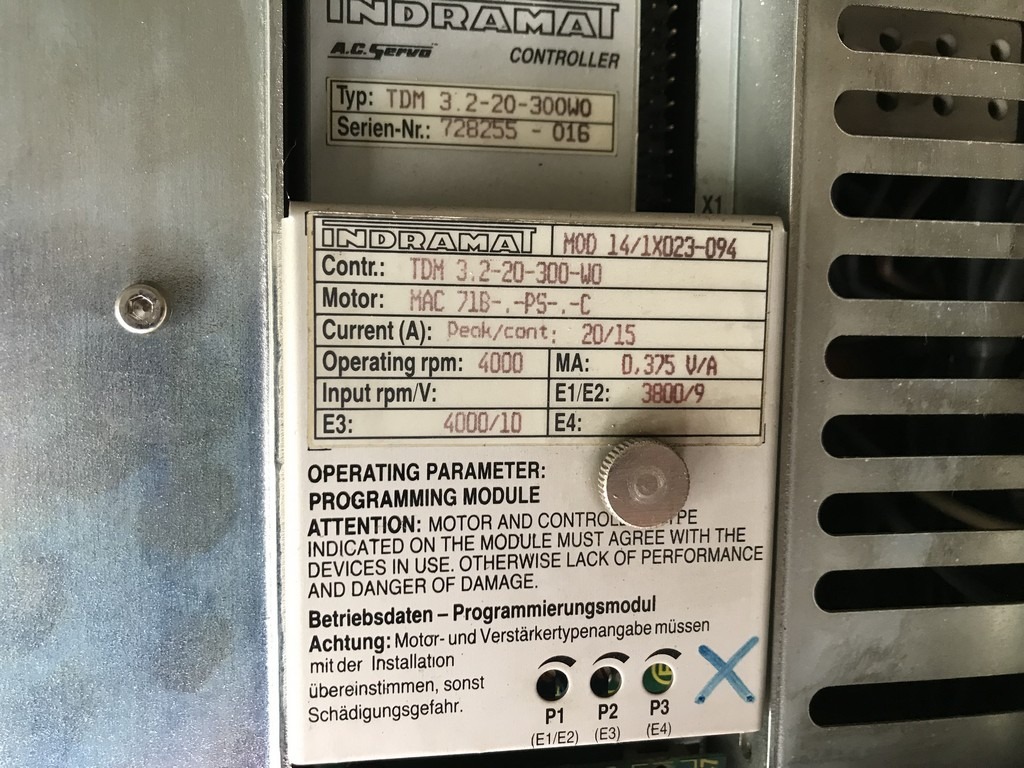 INDRAMAT
A.C. Servo CONTROLLER
Typ: TDM 3.2-20-300W0
Serien-Nr.: 728255 - 016
X1
INDRAMAT MOD 14/1X023-094
Contr.: TDM 3.2-20-300-W0
Motor: MAC 71B-.-PS-.-C
Current (A): Peak/cont: 20/15
Operating rpm: 4000 MA: 0,375 V/A
Input rpm/V: E1/E2: 3800/9
E3: 4000/10 E4:
OPERATING PARAMETER:
PROGRAMMING MODULE
ATTENTION: MOTOR AND
INDICATED ON THE MODULE MUST AGREE WITH THE
DEVICES IN USE. OTHERWISE LACK OF PERFORMANCE
AND DANGER OF DAMAGE.
Betriebsdaten – Programmierungsmodul
Achtung: Motor- und Verstärkertypenangabe müssen
mit der Installation
übereinstimmen, sonst
Schädigungsgefahr.
P1 P2 P3
(E1/E2) (E3) (E4)